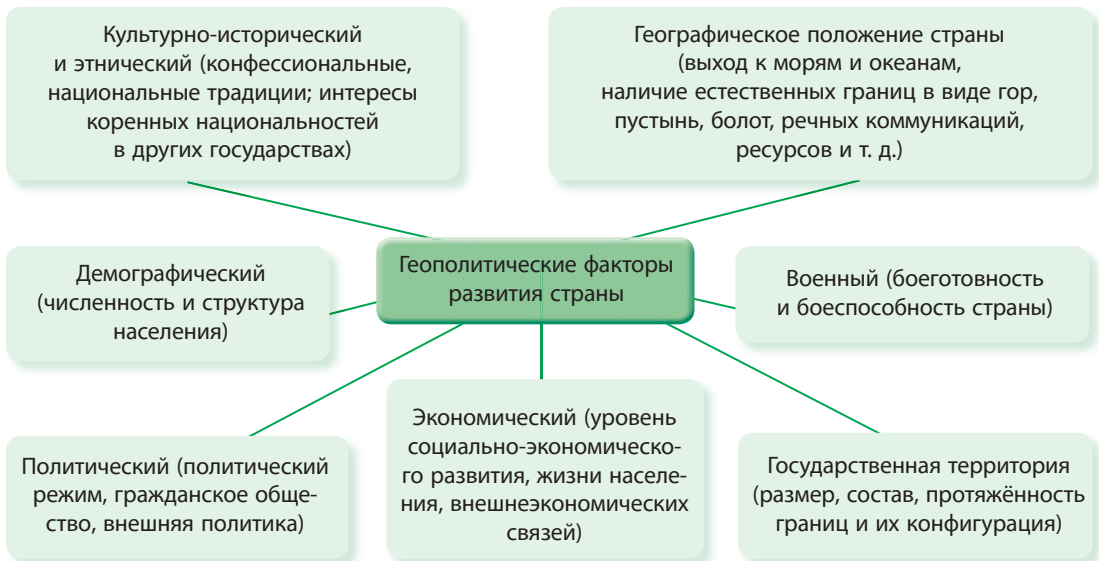 Культурно-исторический
и этнический (конфессиональные,
национальные традиции; интересы
коренных национальностей
в других государствах)
Географическое положение страны
(выход к морям и океанам,
наличие естественных границ в виде гор,
пустынь, болот, речных коммуникаций,
ресурсов и т. д.)
Демографический
(численность и структура
населения)
Геополитические факторы
развития страны
Военный (боеготовность
и боеспособность страны)
Политический (политический
режим, гражданское обще-
ство, внешняя политика)
Экономический (уровень
социально-экономическо-
го развития, жизни населе-
ния, внешнеэкономических
связей)
Государственная территория
(размер, состав, протяжённость
границ и их конфигурация)